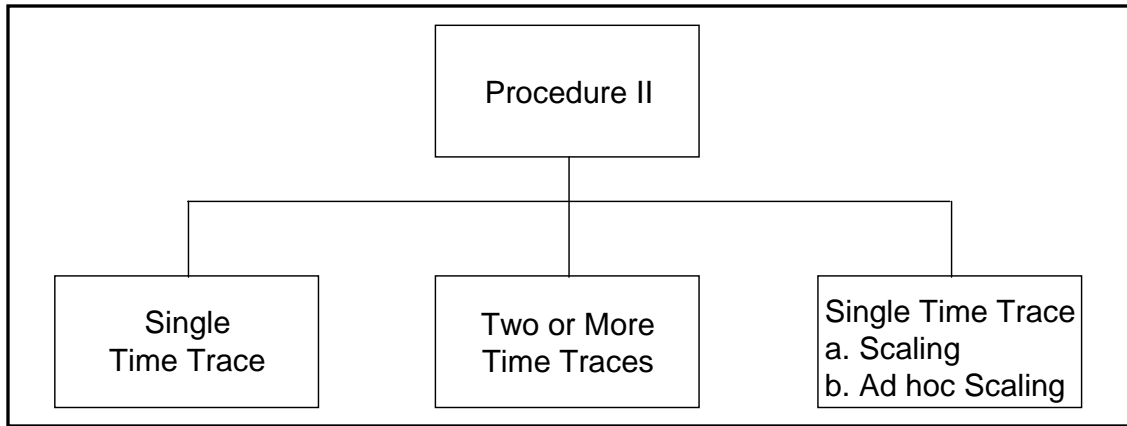 Procedure II
Single
Time Trace
Two or More
Time Traces
Single Time Trace
a. Scaling
b. Ad hoc Scaling